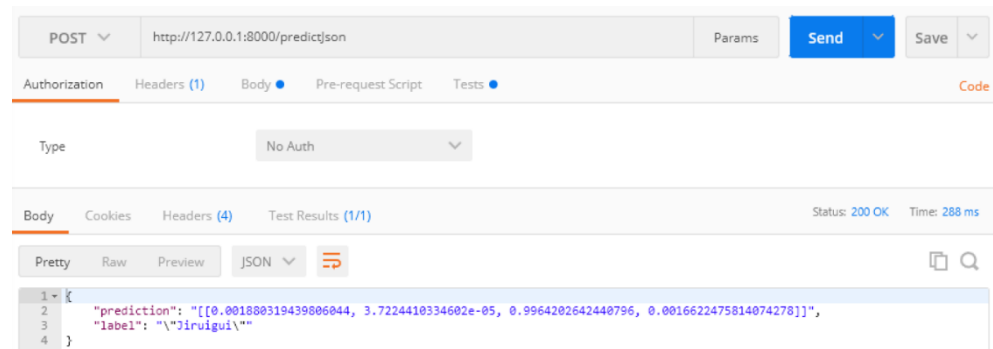 POST http://127.0.0.1:8000/predictJson Params Send Save
Authorization Headers (1) Body Pre-request Script Tests Code
Type No Auth
Body Cookies Headers (4) Test Results (1/1) Status: 200 OK Time: 288 ms
Pretty Raw Preview JSON
1 {
2 "prediction": "[[0.001880319439806044, 3.7224410334602e-05, 0.9964202642440796, 0.0016622475814074278]]",
3 "label": "\"Jiruigui\""
4 }